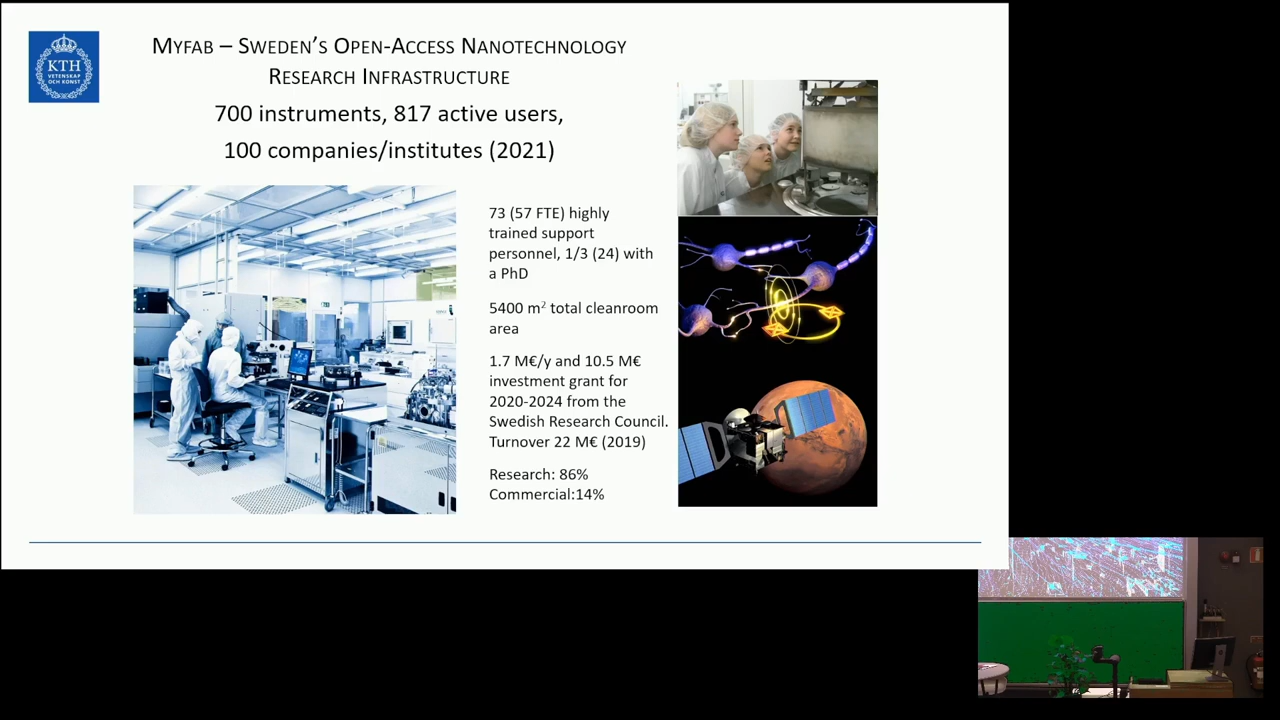 KTH
VETENSKAP
OCH KONST
MYFAB – SWEDEN'S OPEN-ACCESS NANOTECHNOLOGY
RESEARCH INFRASTRUCTURE
700 instruments, 817 active users,
100 companies/institutes (2021)
73 (57 FTE) highly
trained support
personnel, 1/3 (24) with
a PhD
5400 m² total cleanroom
area
1.7 M€/y and 10.5 M€
investment grant for
2020-2024 from the
Swedish Research Council.
Turnover 22 M€ (2019)
Research: 86%
Commercial:14%